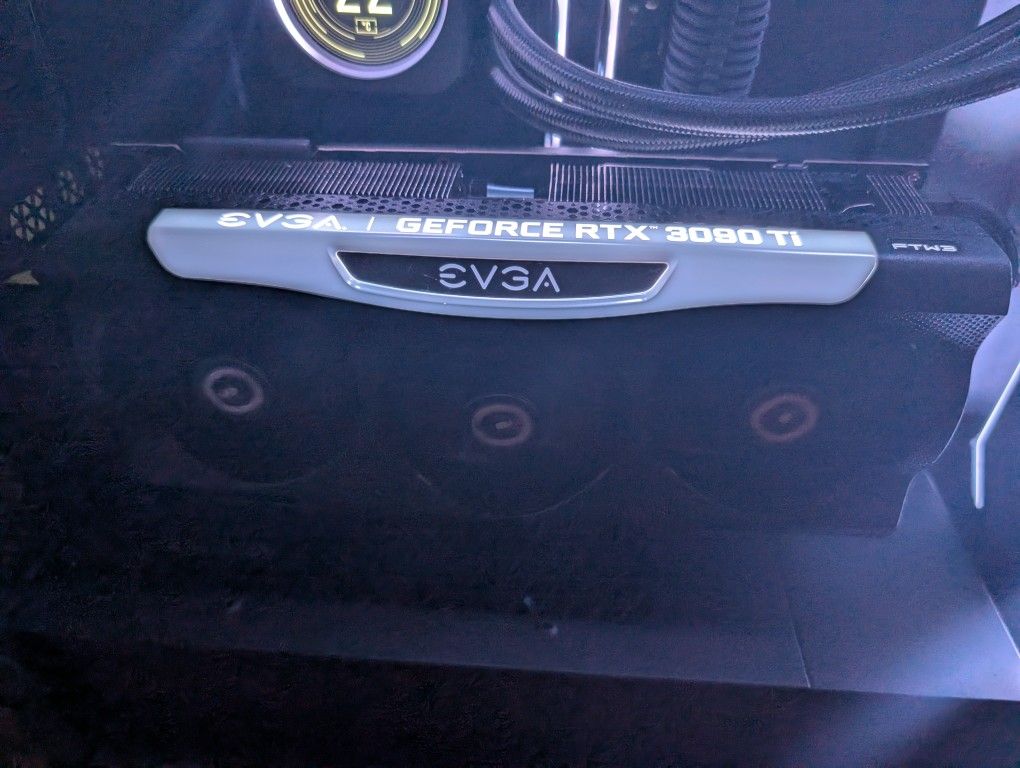 °C
EVGA. | GEFORCE RTX™ 3090 Ti
FTW3
EVGA